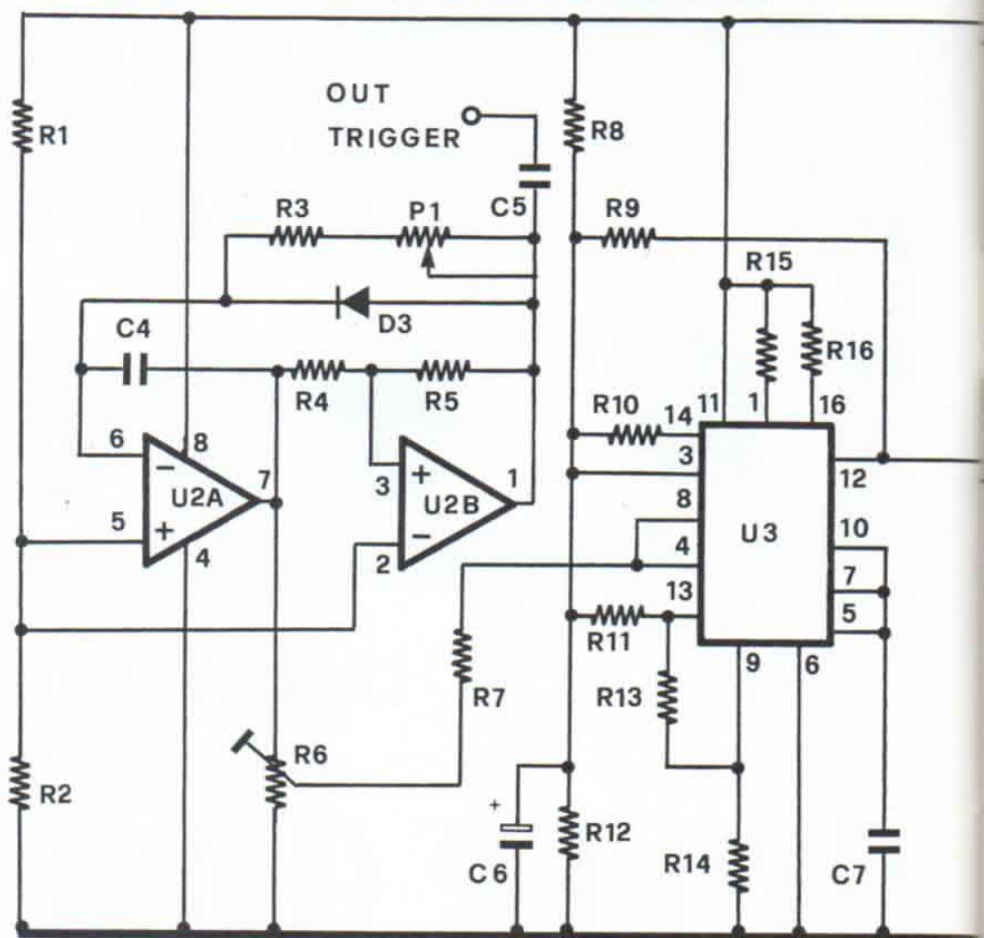 OUT
TRIGGER
R1
R8
C5
R3
P1
R9
R15
D3
C4
R16
R4
R5
R10
14
11
1
16
6
8
3
12
7
3
1
8
U2A
U2B
U3
10
5
4
4
7
2
13
5
R11
9
6
R7
R13
R6
R2
+
R12
R14
C6
C7
−
+
+
−